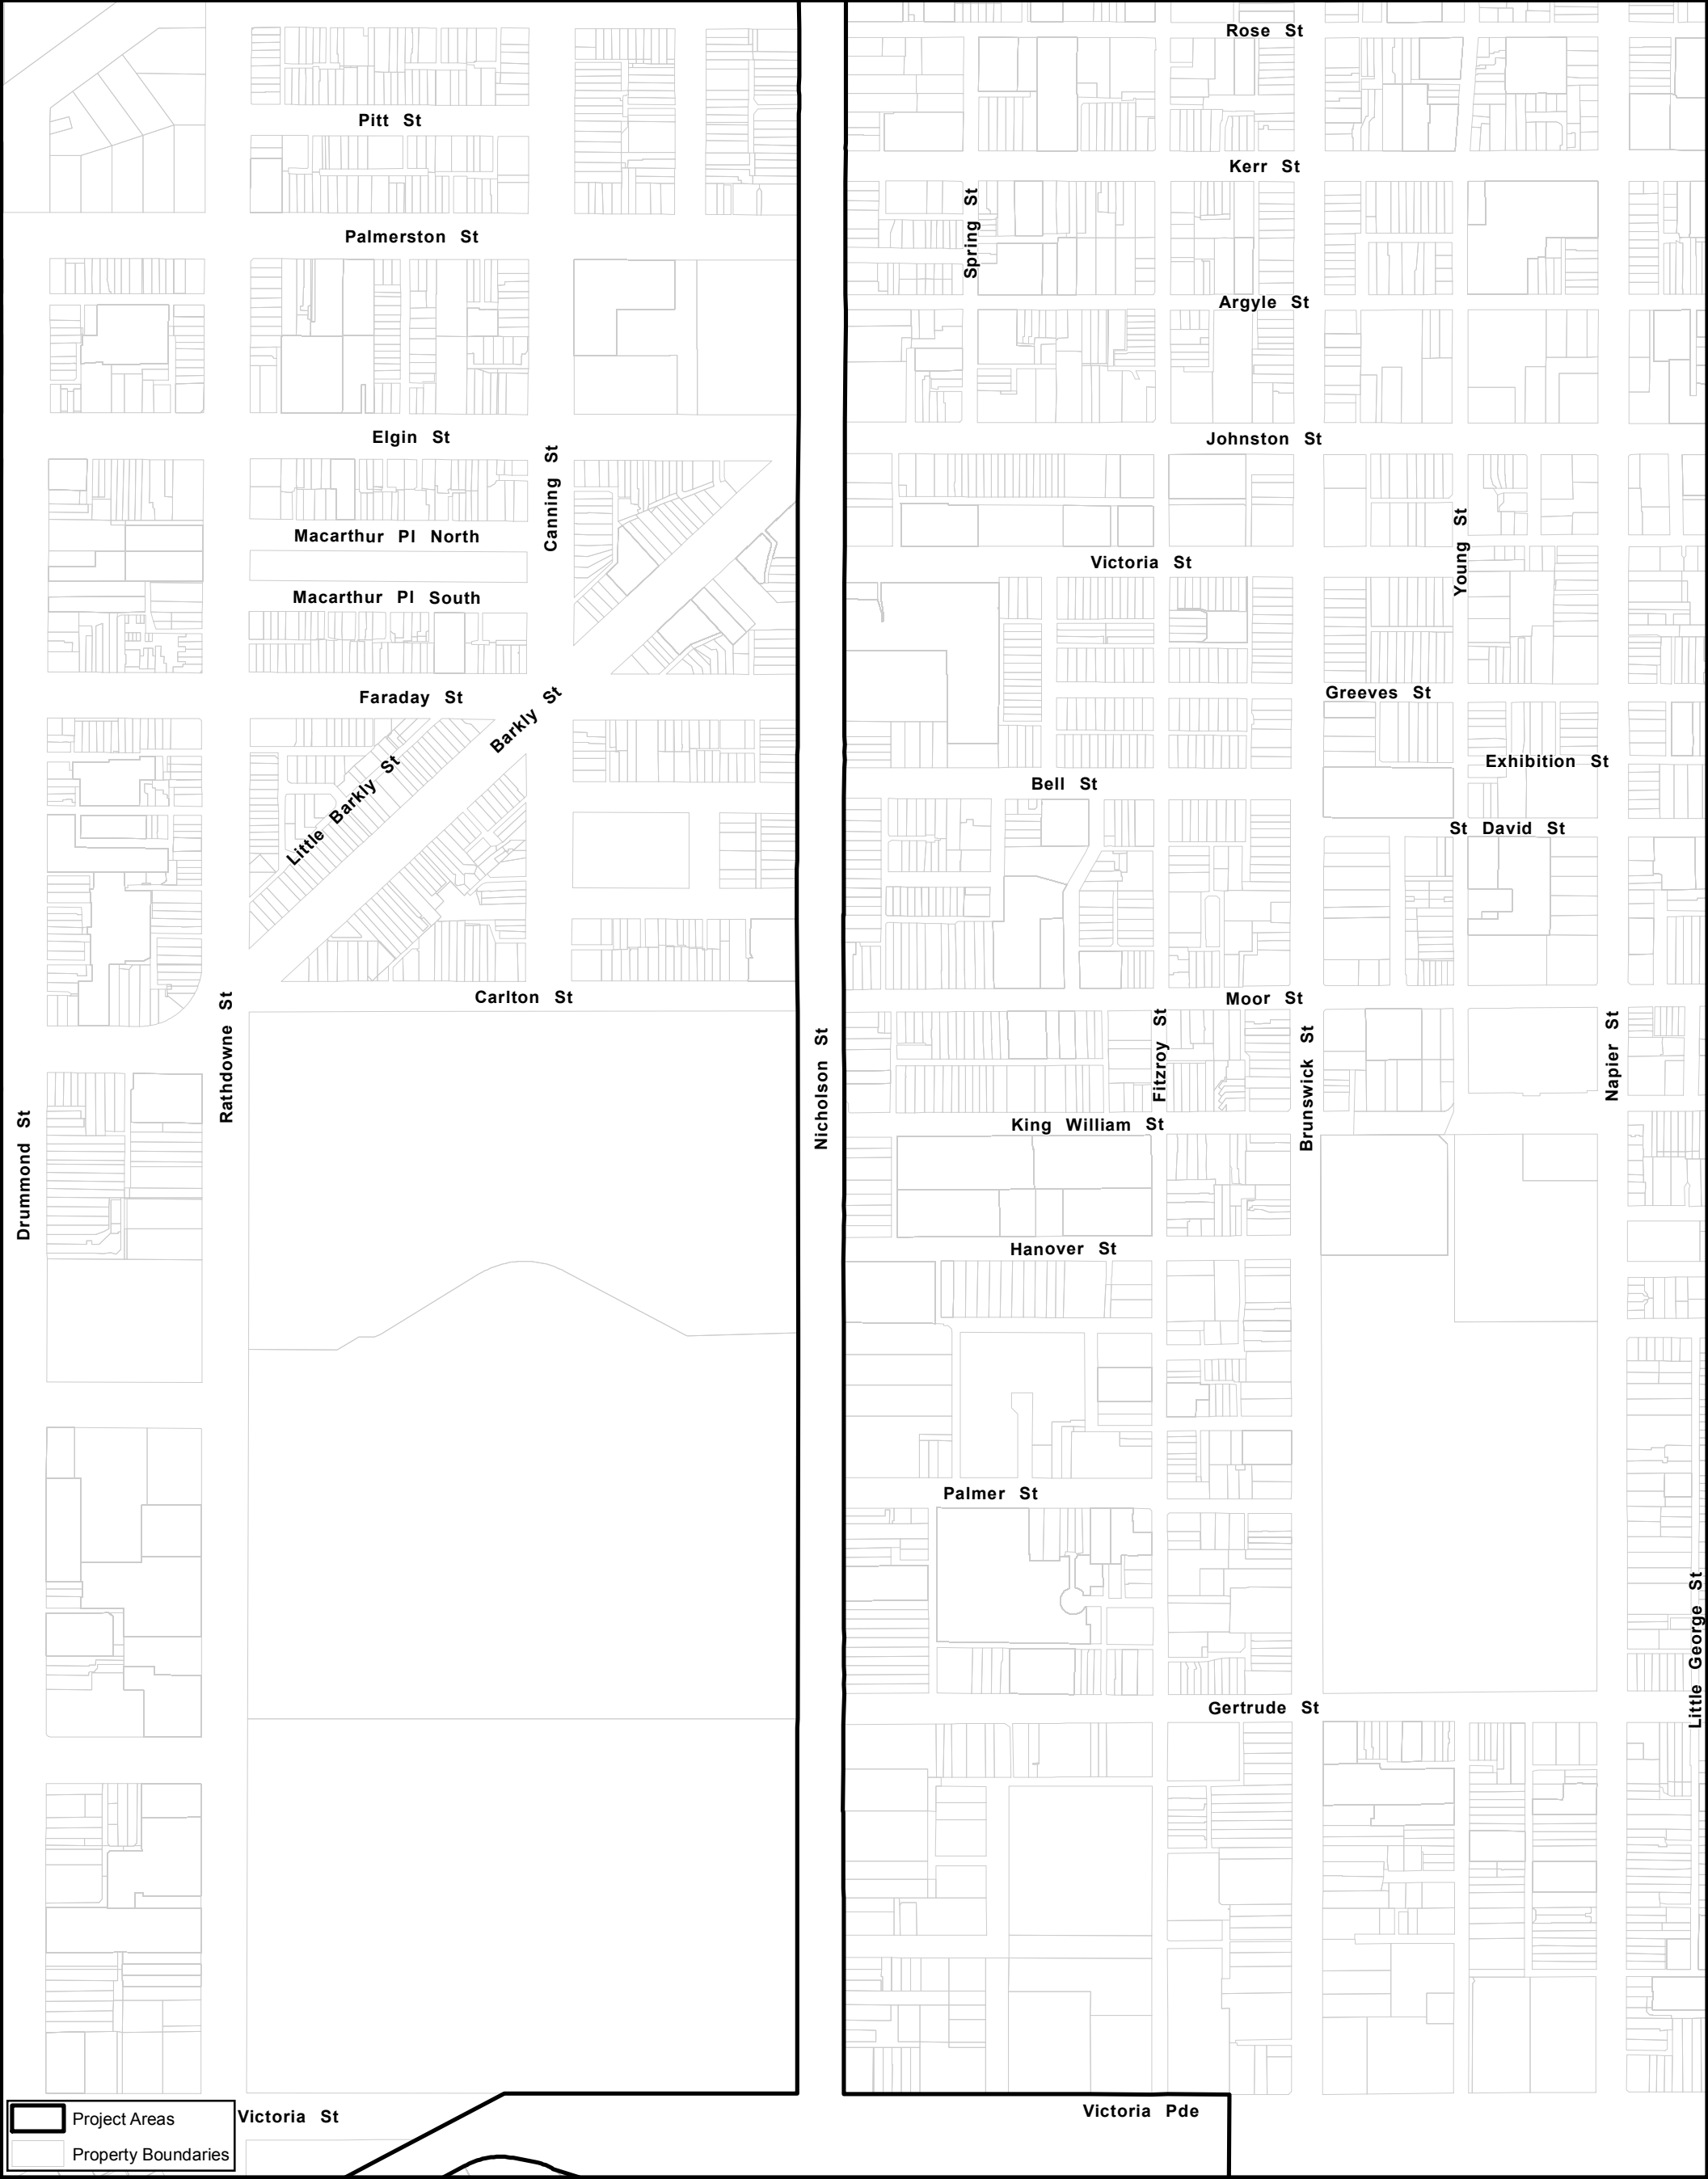 Rose St
Pitt St
Kerr St
Spring St
Palmerston St
Argyle St
Elgin St
Johnston St
Canning St
Macarthur Pl North
Young St
Victoria St
Macarthur Pl South
Faraday St
Greeves St
Barkly St
Exhibition St
Little Barkly St
Bell St
St David St
Carlton St
Moor St
Rathdowne St
Nicholson St
Fitzroy St
Brunswick St
Napier St
Drummond St
King William St
Hanover St
Palmer St
Little George St
Gertrude St
Victoria St
Victoria Pde
Project Areas
Property Boundaries